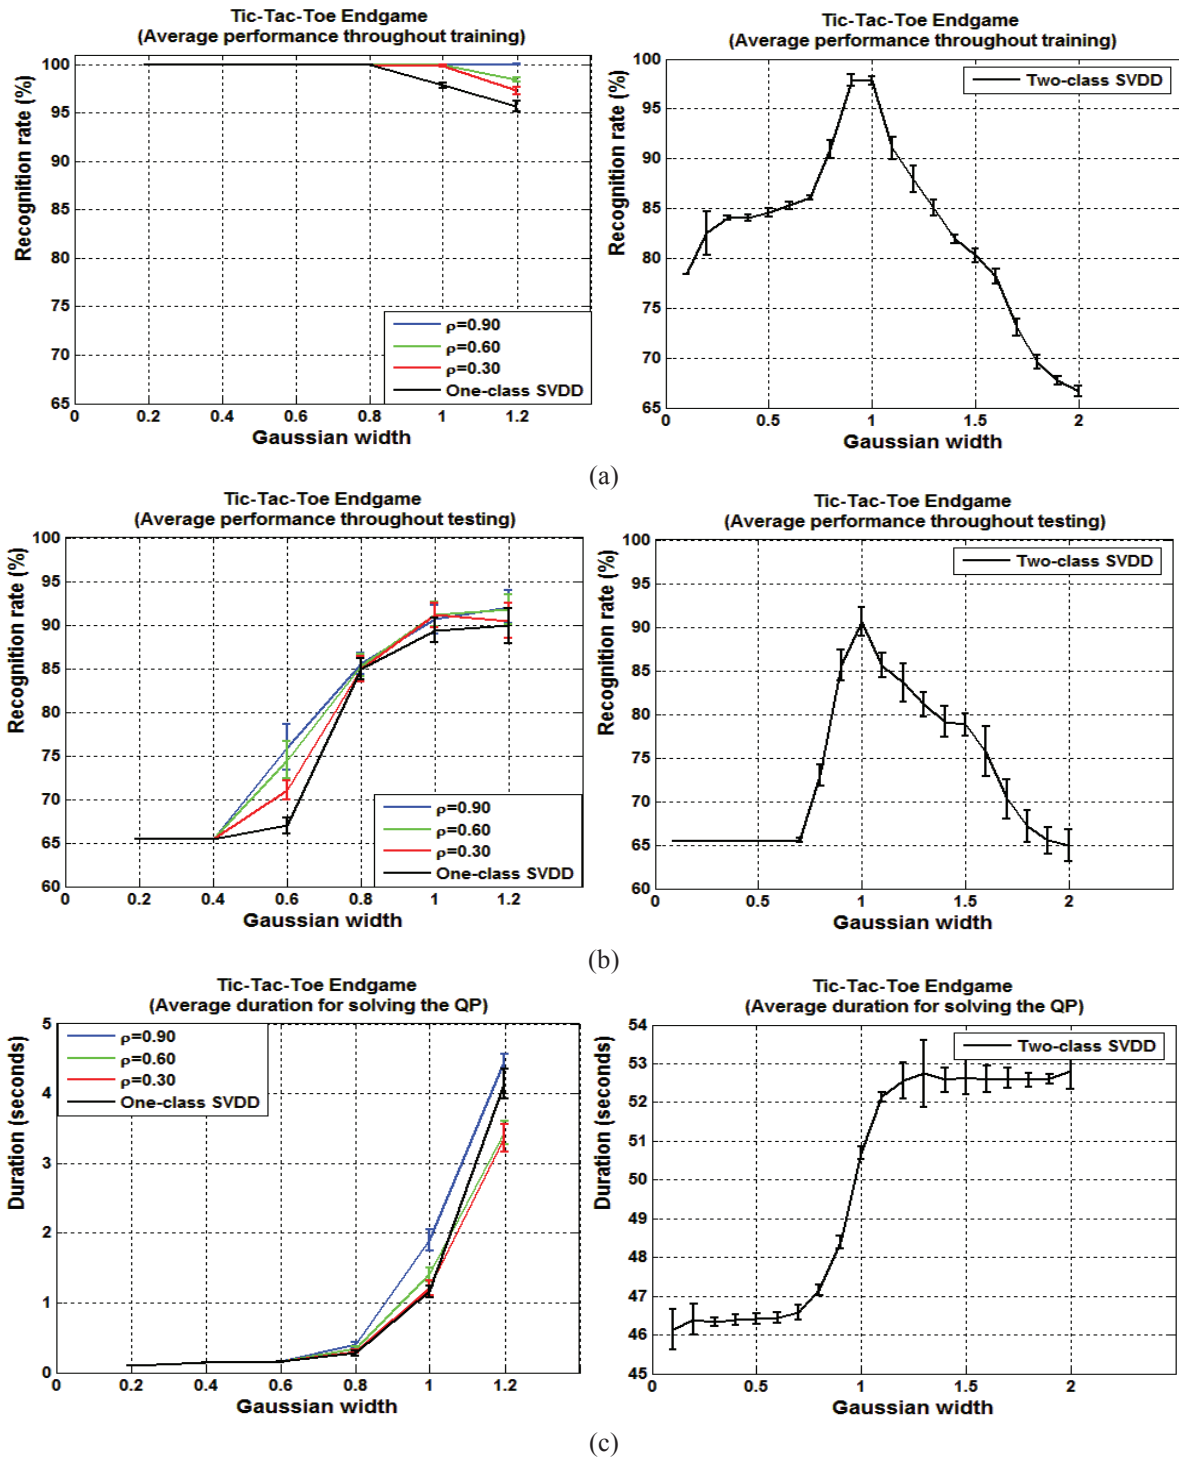 Tic-Tac-Toe Endgame
(Average performance throughout training)
Recognition rate (%)
100
95
90
85
80
75
70
65
0
0.2
0.4
0.6
0.8
1
1.2
Gaussian width
ρ=0.90
ρ=0.60
ρ=0.30
One-class SVDD
Tic-Tac-Toe Endgame
(Average performance throughout training)
Recognition rate (%)
100
95
90
85
80
75
70
65
0
0.5
1
1.5
2
Gaussian width
Two-class SVDD
(a)
Tic-Tac-Toe Endgame
(Average performance throughout testing)
Recognition rate (%)
100
95
90
85
80
75
70
65
60
0
0.2
0.4
0.6
0.8
1
1.2
Gaussian width
ρ=0.90
ρ=0.60
ρ=0.30
One-class SVDD
Tic-Tac-Toe Endgame
(Average performance throughout testing)
Recognition rate (%)
100
95
90
85
80
75
70
65
60
0
0.5
1
1.5
2
Gaussian width
Two-class SVDD
(b)
Tic-Tac-Toe Endgame
(Average duration for solving the QP)
Duration (seconds)
5
4
3
2
1
0
0
0.2
0.4
0.6
0.8
1
1.2
Gaussian width
ρ=0.90
ρ=0.60
ρ=0.30
One-class SVDD
Tic-Tac-Toe Endgame
(Average duration for solving the QP)
Duration (seconds)
54
53
52
51
50
49
48
47
46
45
0
0.5
1
1.5
2
Gaussian width
Two-class SVDD
(c)